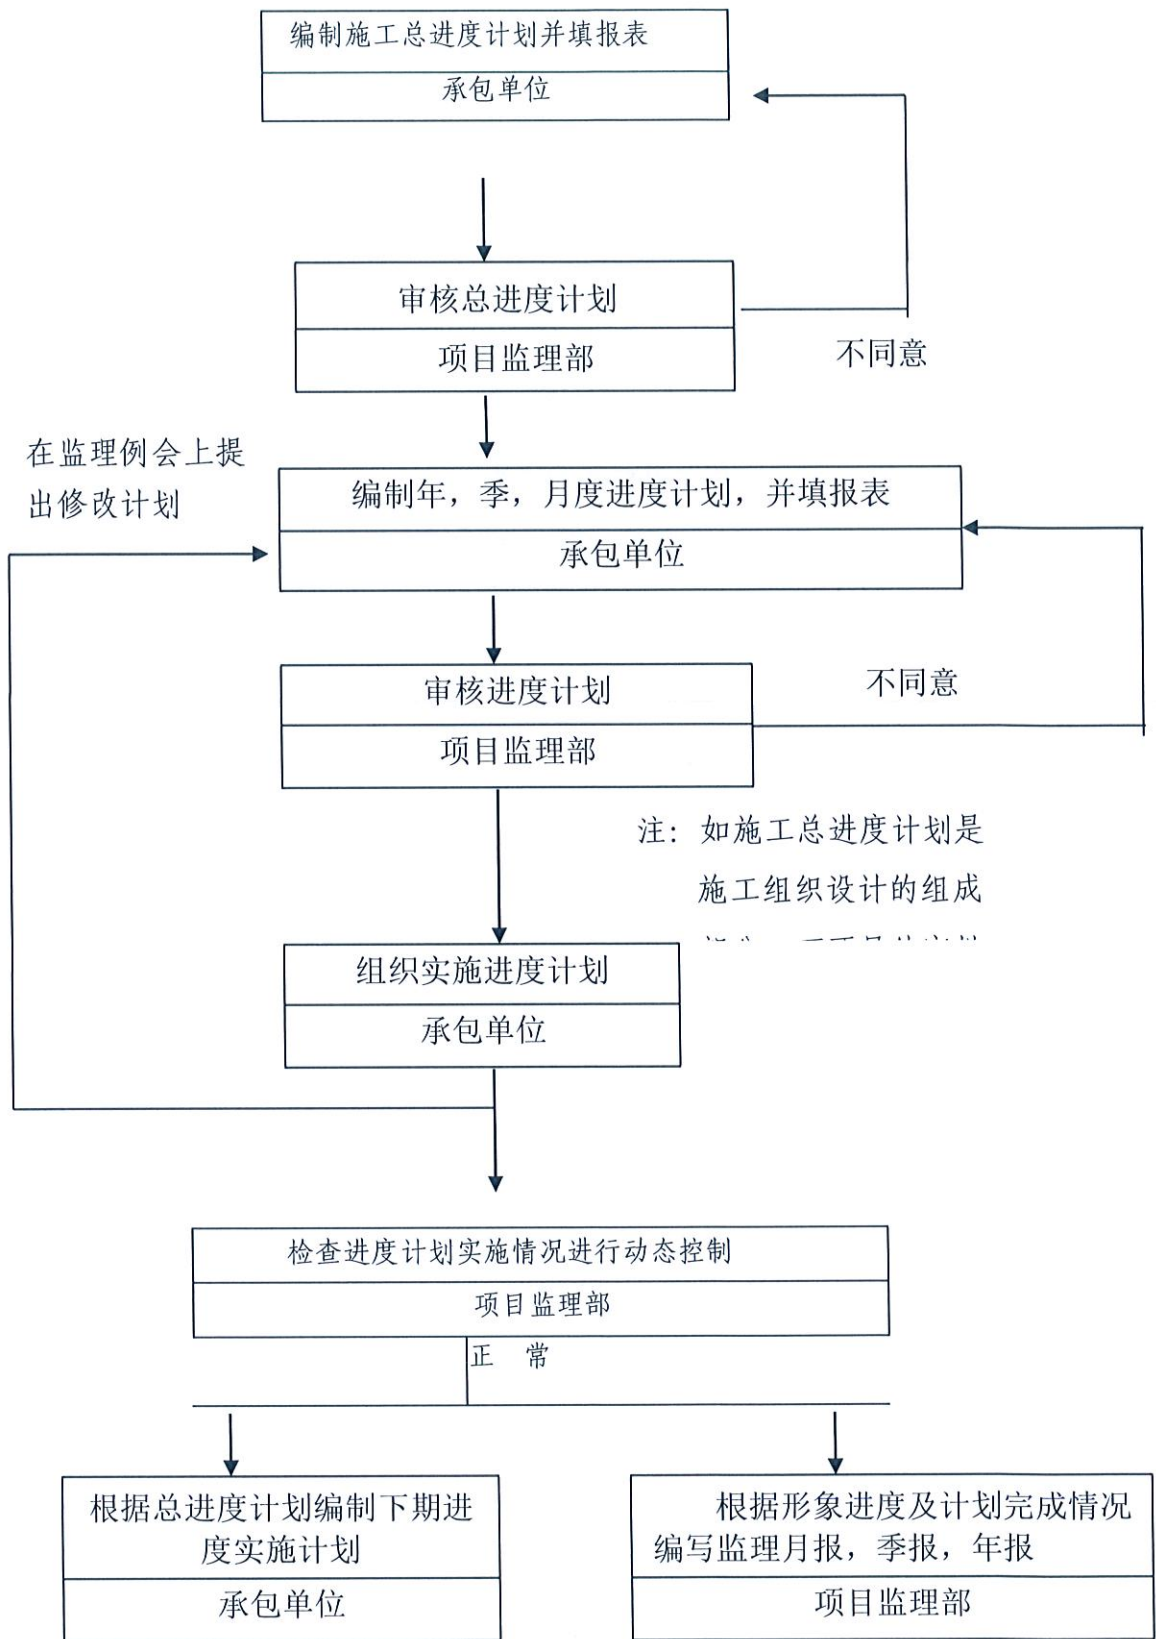 编制施工总进度计划并填报表
承包单位
审核总进度计划
项目监理部
不同意
在监理例会上提
出修改计划
编制年，季，月度进度计划，并填报表
承包单位
审核进度计划
项目监理部
不同意
注：如施工总进度计划是
施工组织设计的组成
组织实施进度计划
承包单位
检查进度计划实施情况进行动态控制
项目监理部
正 常
根据总进度计划编制下期进
度实施计划
承包单位
根据形象进度及计划完成情况
编写监理月报，季报，年报
项目监理部